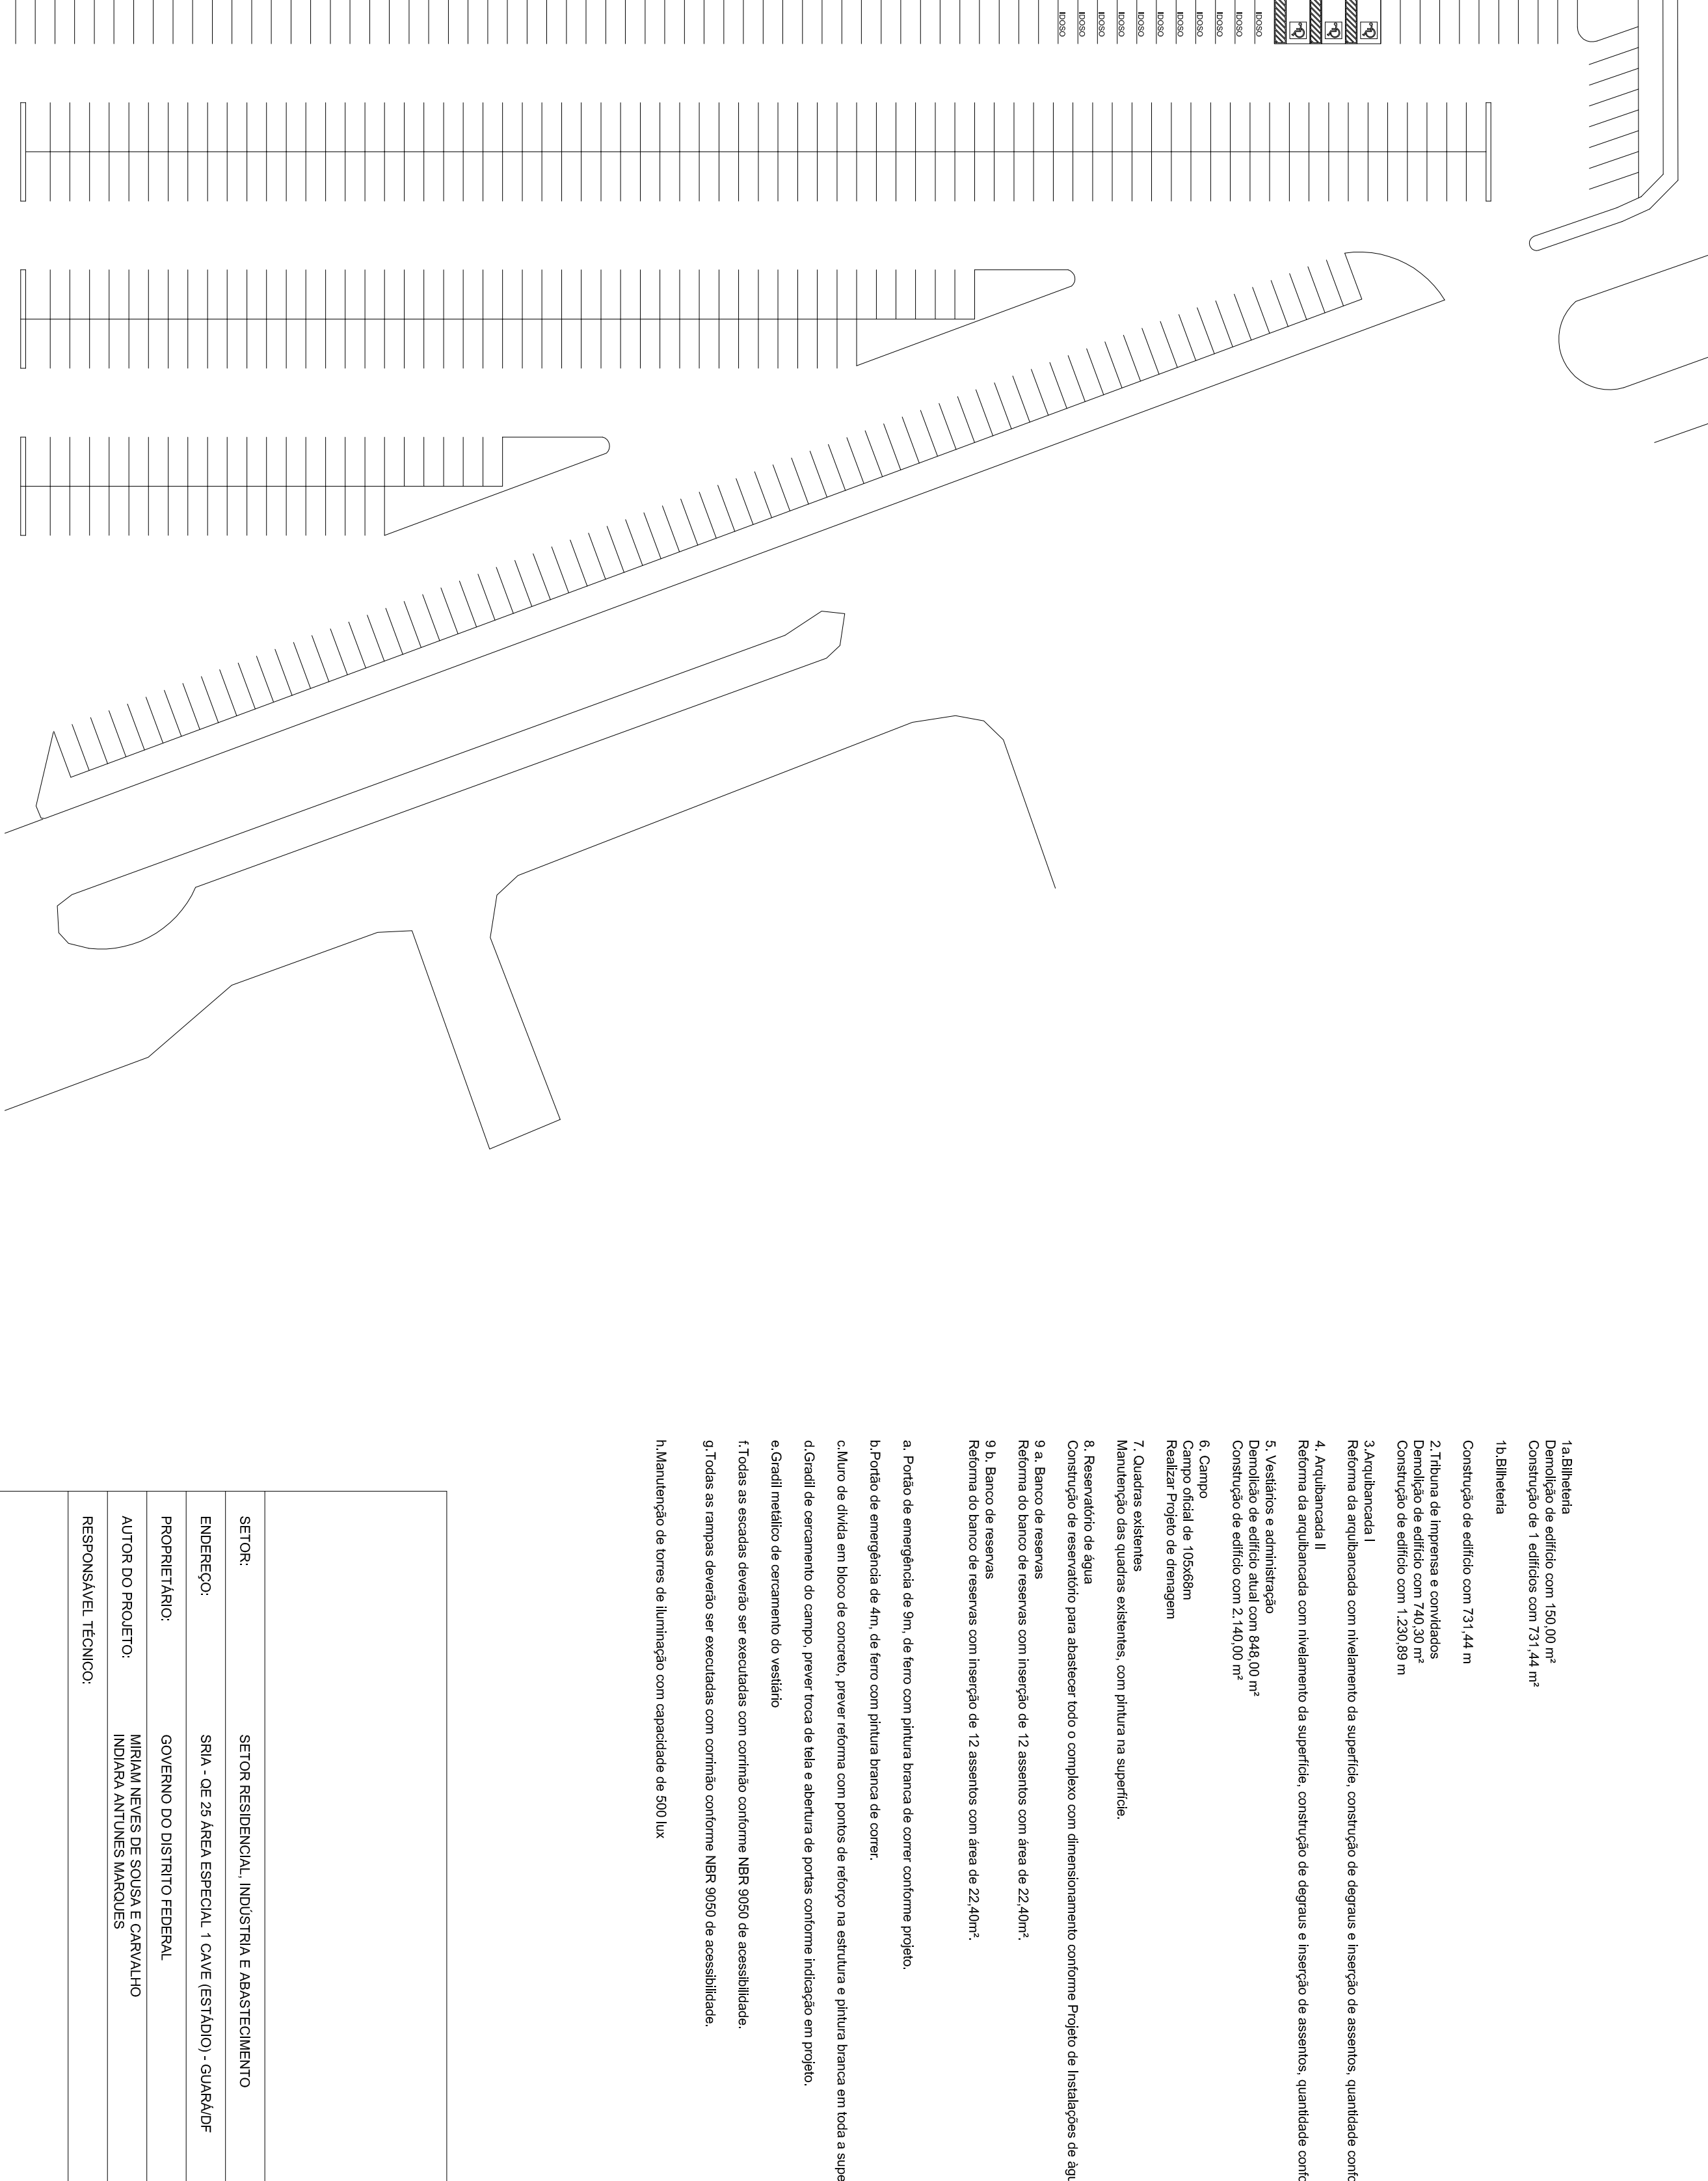 IDOSO
IDOSO
IDOSO
IDOSO
IDOSO
IDOSO
IDOSO
IDOSO
IDOSO
IDOSO
IDOSO
1a.Bilheteria
Demolição de edifício com 150,00 m²
Construção de 1 edifícios com 731,44 m²
1b.Bilheteria
Construção de edifício com 731,44 m
2.Tribuna de imprensa e convidados
Demolição de edifício com 740,30 m²
Construção de edifício com 1.230,89 m
3.Arquibancada I
Reforma da arquibancada com nivelamento da superfície, construção de degraus e inserção de assentos, quantidade confo
4. Arquibancada II
Reforma da arquibancada com nivelamento da superfície, construção de degraus e inserção de assentos, quantidade confo
5. Vestiários e administração
Demolicão de edifício atual com 848,00 m²
Construção de edifício com 2.140,00 m²
6. Campo
Campo oficial de 105x68m
Realizar Projeto de drenagem
7. Quadras existentes
Manutenção das quadras existentes, com pintura na superfície.
8. Reservatório de água
Construção de reservatório para abastecer todo o complexo com dimensionamento conforme Projeto de Instalações de àgu
9 a. Banco de reservas
Reforma do banco de reservas com inserção de 12 assentos com área de 22,40m².
9 b. Banco de reservas
Reforma do banco de reservas com inserção de 12 assentos com área de 22,40m².
a. Portão de emergência de 9m, de ferro com pintura branca de correr conforme projeto.
b.Portão de emergência de 4m, de ferro com pintura branca de correr.
c.Muro de divida em bloco de concreto, prever reforma com pontos de reforço na estrutura e pintura branca em toda a supe
d.Gradil de cercamento do campo, prever troca de tela e abertura de portas conforme indicação em projeto.
e.Gradil metálico de cercamento do vestiário
f.Todas as escadas deverão ser executadas com corrimão conforme NBR 9050 de acessibilidade.
g.Todas as rampas deverão ser executadas com corrimão conforme NBR 9050 de acessibilidade.
h.Manutenção de torres de iluminação com capacidade de 500 lux
SETOR: SETOR RESIDENCIAL, INDÚSTRIA E ABASTECIMENTO
ENDEREÇO: SRIA - QE 25 ÁREA ESPECIAL 1 CAVE (ESTÁDIO) - GUARÁ/DF
PROPRIETÁRIO: GOVERNO DO DISTRITO FEDERAL
AUTOR DO PROJETO: MIRIAM NEVES DE SOUSA E CARVALHO
INDIARA ANTUNES MARQUES
RESPONSÁVEL TÉCNICO: